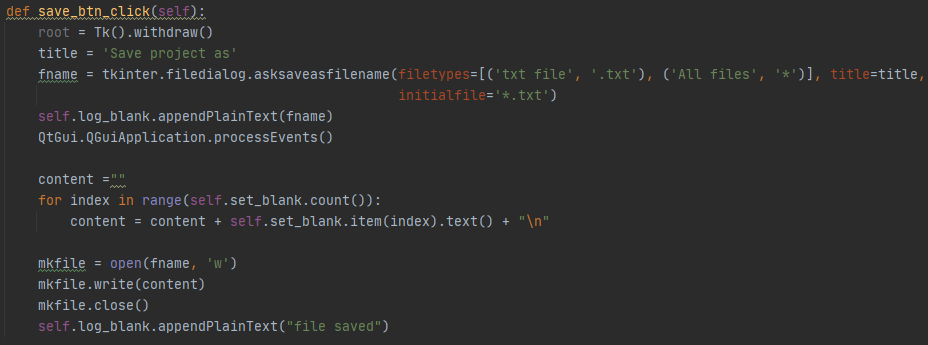 def save_btn_click(self):
    root = Tk().withdraw()
    title = 'Save project as'
    fname = tkinter.filedialog.asksaveasfilename(filetypes=[('txt file', '.txt'), ('All files', '*')], title=title,
                                                 initialfile='*.txt')
    self.log_blank.appendPlainText(fname)
    QtGui.QGuiApplication.processEvents()

    content =""
    for index in range(self.set_blank.count()):
        content = content + self.set_blank.item(index).text() + "\n"

    mkfile = open(fname, 'w')
    mkfile.write(content)
    mkfile.close()
    self.log_blank.appendPlainText("file saved")